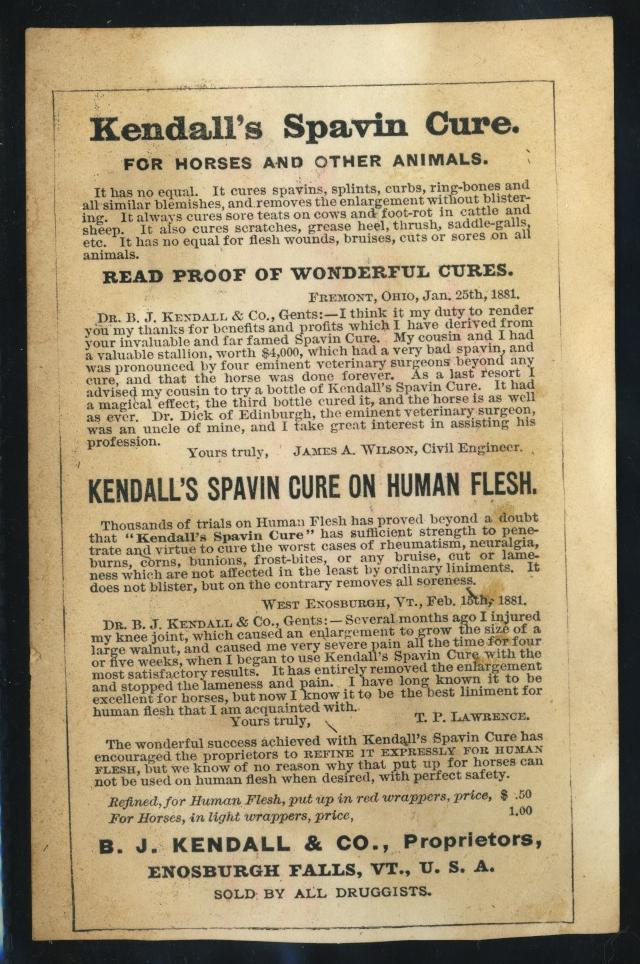 Kendall's Spavin Cure.
FOR HORSES AND OTHER ANIMALS.
It has no equal. It cures spavins, splints, curbs, ring-bones and
all similar blemishes, and removes the enlargement without blister-
ing. It always cures sore teats on cows and foot-rot in cattle and
sheep. It also cures scratches, grease heel, thrush, saddle-galls,
etc. It has no equal for flesh wounds, bruises, cuts or sores on all
animals.
READ PROOF OF WONDERFUL CURES.
FREMONT, OHIO, Jan. 25th, 1881.
DR. B. J. KENDALL & CO., Gents:—I think it my duty to render
you my thanks for benefits and profits which I have derived from
your invaluable and far famed Spavin Cure. My cousin and I had
a valuable stallion, worth $4,000, which had a very bad spavin, and
was pronounced by four eminent veterinary surgeons beyond any
cure, and that the horse was done forever. As a last resort I
advised my cousin to try a bottle of Kendall's Spavin Cure. It had
a magical effect, the third bottle cured it, and the horse is as well
as ever. Dr. Dick of Edinburgh, the eminent veterinary surgeon,
was an uncle of mine, and I take great interest in assisting his
profession.
Yours truly, JAMES A. WILSON, Civil Engineer.
KENDALL'S SPAVIN CURE ON HUMAN FLESH.
Thousands of trials on Human Flesh has proved beyond a doubt
that "Kendall's Spavin Cure" has sufficient strength to pene-
trate and virtue to cure the worst cases of rheumatism, neuralgia,
burns, corns, bunions, frost-bites, or any bruise, cut or lame-
ness which are not affected in the least by ordinary liniments. It
does not blister, but on the contrary removes all soreness.
WEST ENOSBURGH, VT., Feb. 15th, 1881.
DR. B. J. KENDALL & CO., Gents:—Several months ago I injured
my knee joint, which caused an enlargement to grow the size of a
large walnut, and caused me very severe pain all the time for four
or five weeks, when I began to use Kendall's Spavin Cure with the
most satisfactory results. It has entirely removed the enlargement
and stopped the lameness and pain. I have long known it to be
excellent for horses, but now I know it to be the best liniment for
human flesh that I am acquainted with.
Yours truly, T. P. LAWRENCE.
The wonderful success achieved with Kendall's Spavin Cure has
encouraged the proprietors to REFINE IT EXPRESSLY FOR HUMAN
FLESH, but we know of no reason why that put up for horses can
not be used on human flesh when desired, with perfect safety.
Refined, for Human Flesh, put up in red wrappers, price, $ .50
For Horses, in light wrappers, price, 1.00
B. J. KENDALL & CO., Proprietors,
ENOSBURGH FALLS, VT., U. S. A.
SOLD BY ALL DRUGGISTS.